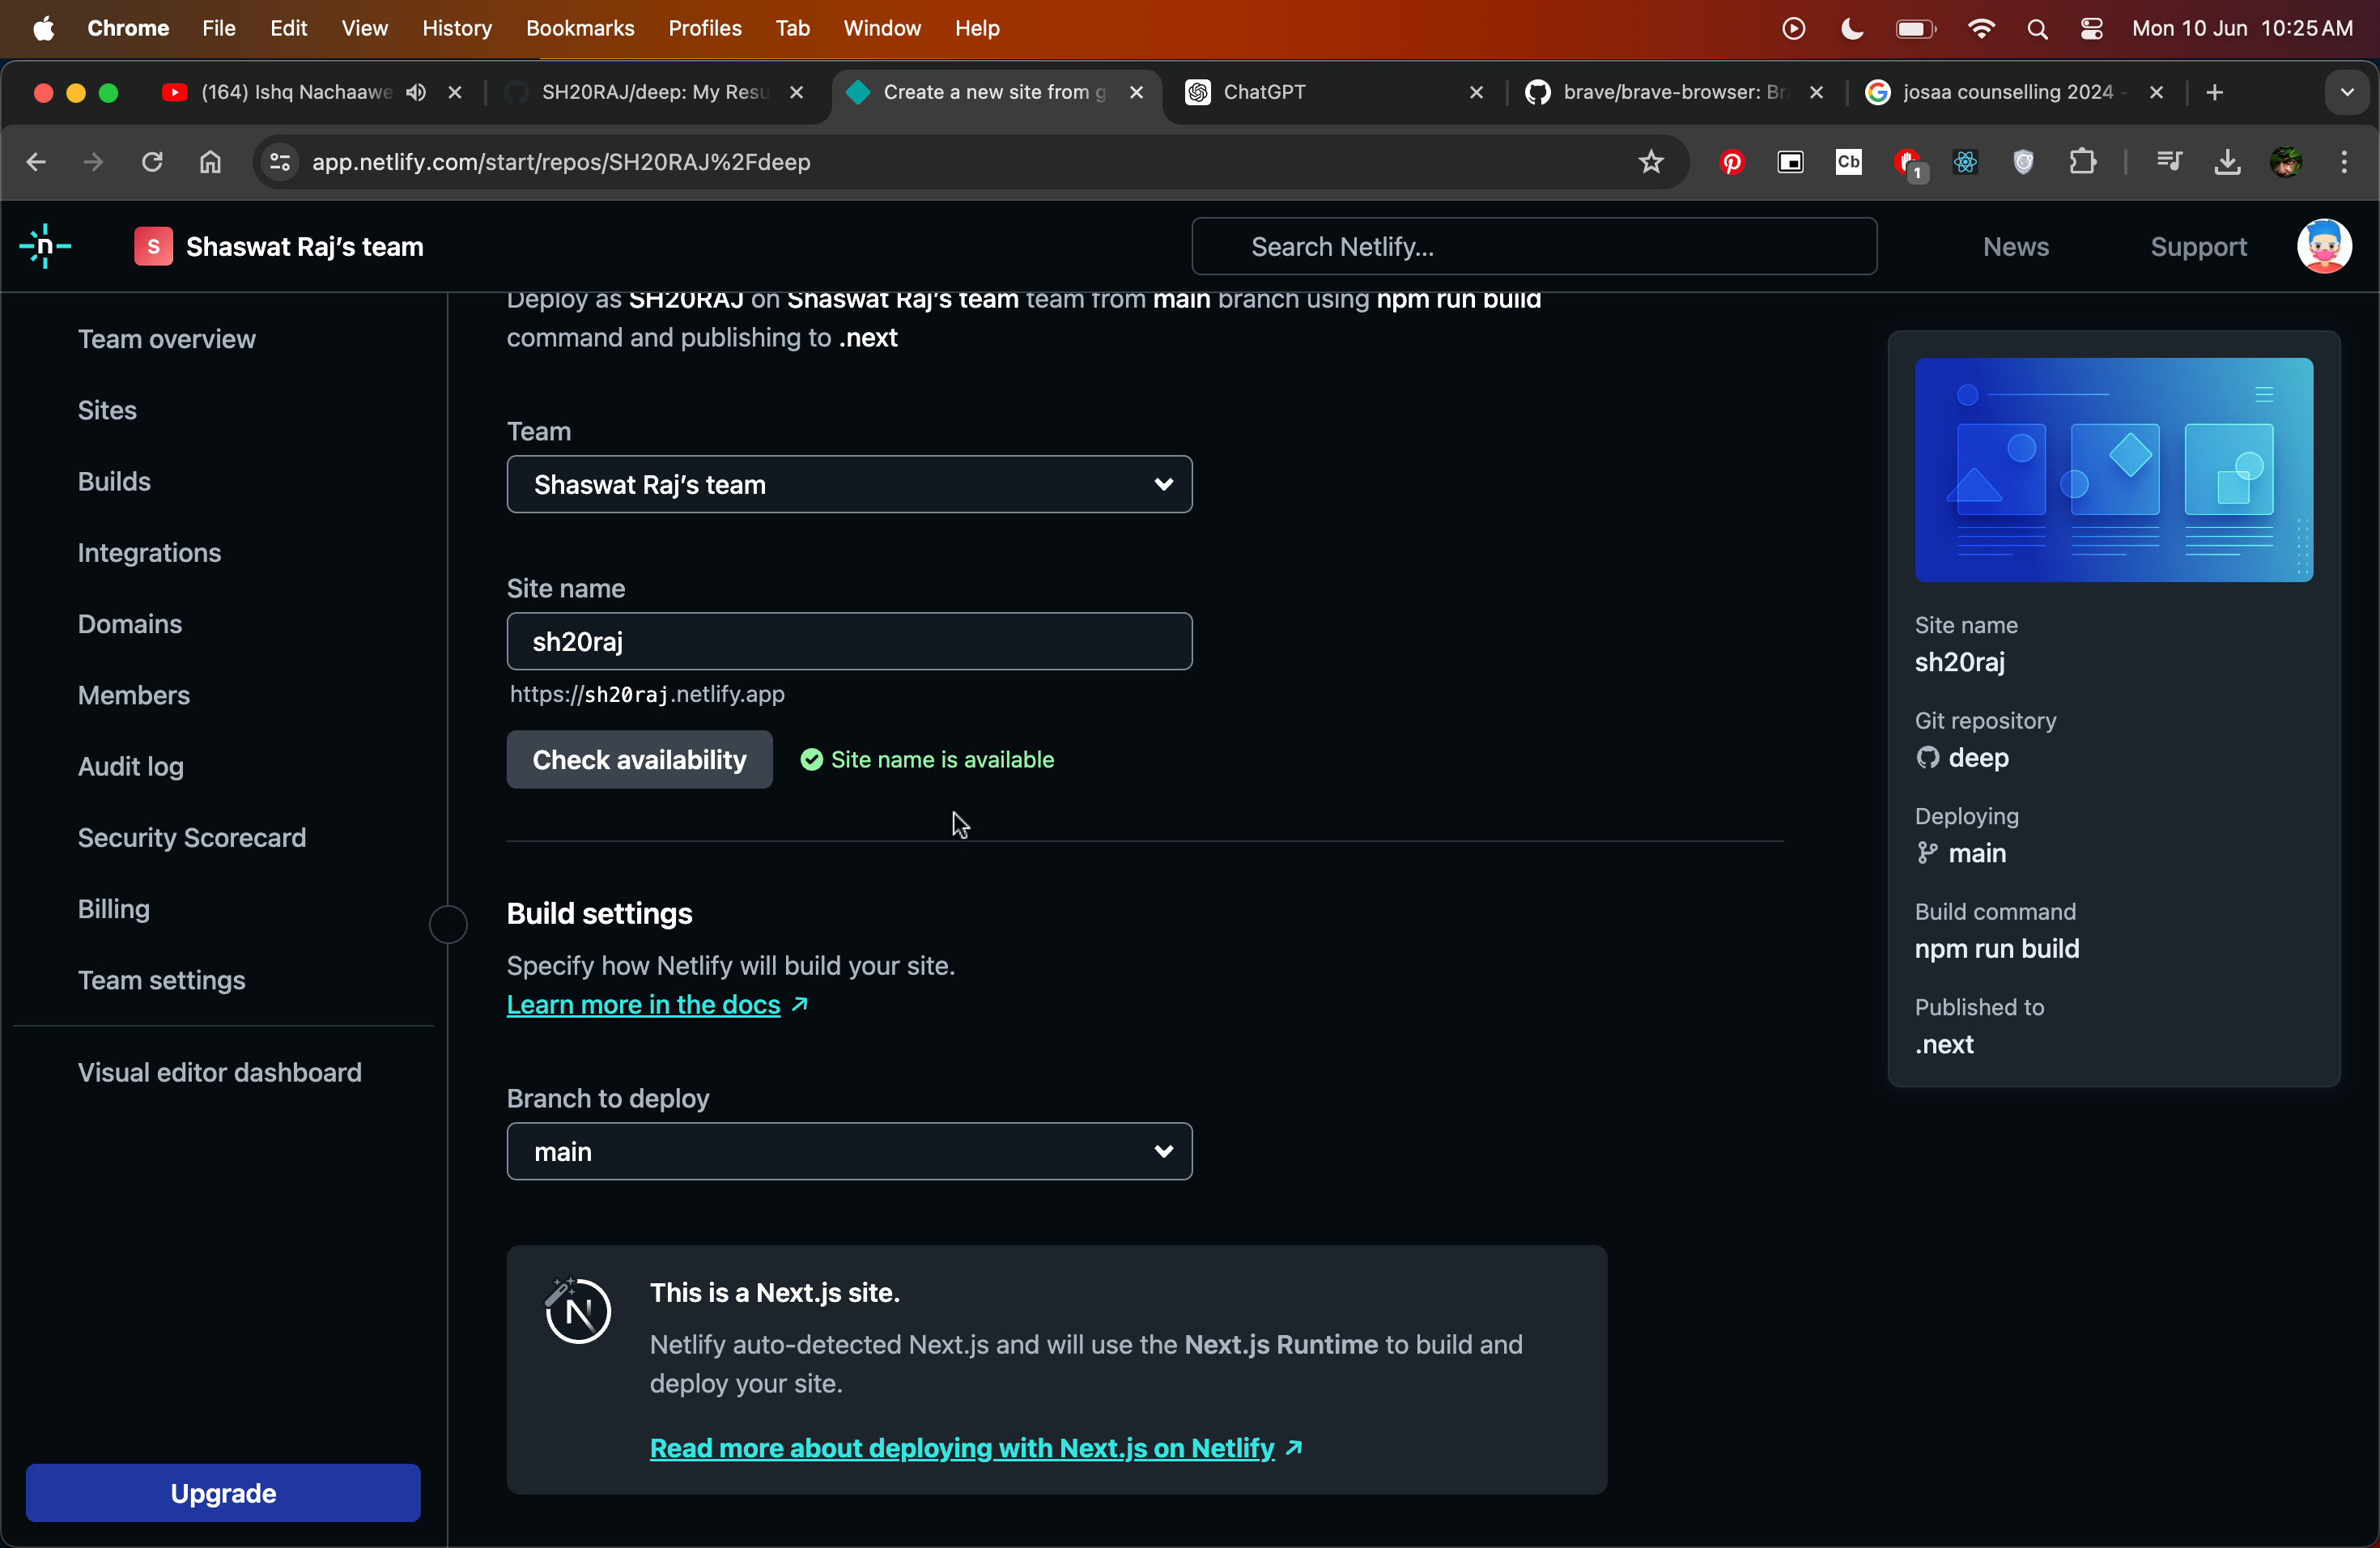 Chrome File Edit View History Bookmarks Profiles Tab Window Help Mon 10 Jun 10:25 AM
(164) Ishq Nachaawe SH20RAJ/deep: My Resu Create a new site from g ChatGPT brave/brave-browser: Br josaa counselling 2024 -
app.netlify.com/start/repos/SH20RAJ%2Fdeep Cb 1
n S Shaswat Raj's team Search Netlify... News Support
Team overview
Sites
Builds
Integrations
Domains
Members
Audit log
Security Scorecard
Billing
Team settings
Visual editor dashboard
Upgrade
Deploy as SH20RAJ on Shaswat Raj's team team from main branch using npm run build
command and publishing to .next
Team
Shaswat Raj's team
Site name
sh20raj
https://sh20raj.netlify.app
Check availability Site name is available
Build settings
Specify how Netlify will build your site.
Learn more in the docs
Branch to deploy
main
N
This is a Next.js site.
Netlify auto-detected Next.js and will use the Next.js Runtime to build and
deploy your site.
Read more about deploying with Next.js on Netlify
Site name
sh20raj
Git repository
deep
Deploying
main
Build command
npm run build
Published to
.next